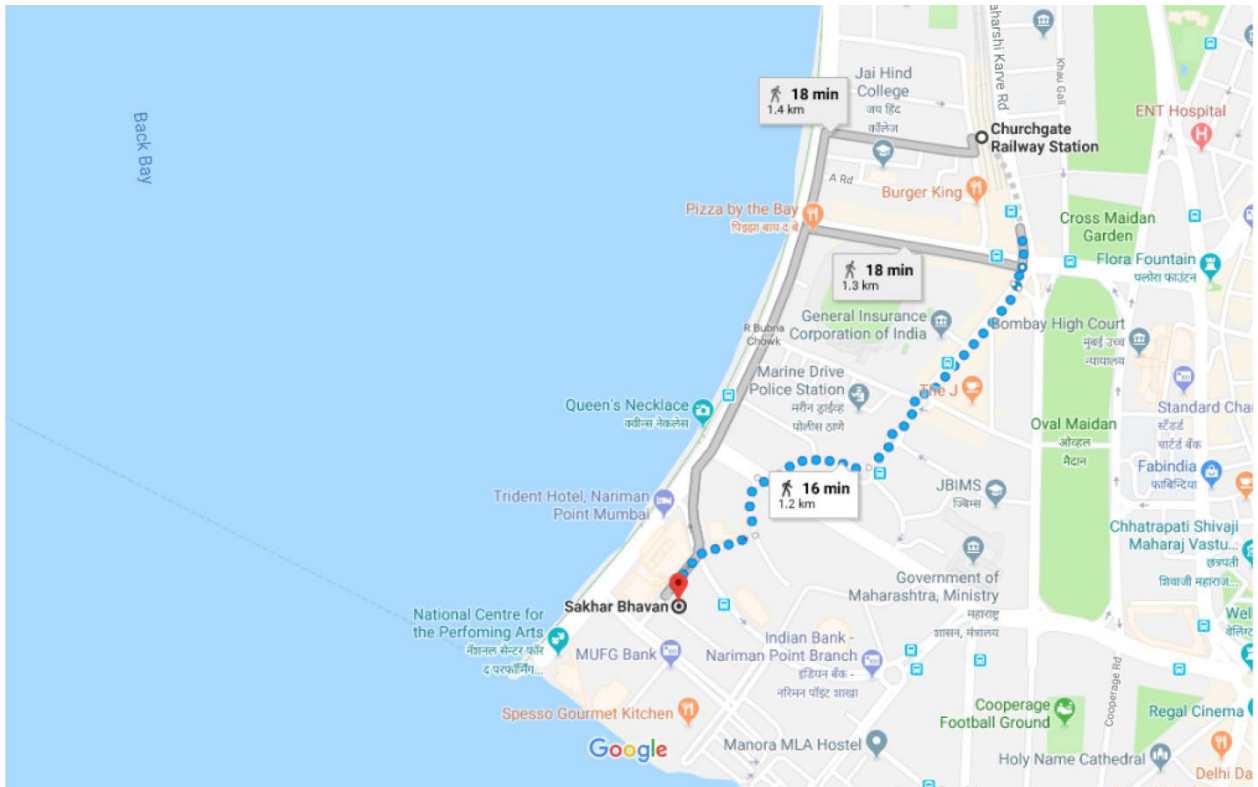 Back Bay
aharshi Karve Rd
Khau Gali
Jai Hind
College
जय हिंद
कॉलेज
18 min
1.4 km
Churchgate
Railway Station
ENT Hospital
A Rd
Burger King
Pizza by the Bay
पिझ्झा बाय द बे
Cross Maidan
Garden
Flora Fountain
फ्लोरा फाउंटन
18 min
1.3 km
General Insurance
Corporation of India
R Bubna
Chowk
Bombay High Court
मुंबई उच्च
न्यायालय
Marine Drive
Police Station
मरीन ड्राईव्ह
पोलीस ठाणे
The J
Queen's Necklace
क्वीन्स नेकलेस
Standard Char
स्टँडर्ड
चार्टर्ड बँक
Oval Maidan
ओव्हल
मैदान
Fabindia
फाबिन्दिया
16 min
1.2 km
JBIMS
जिबिम्स
Trident Hotel, Nariman
Point Mumbai
Chhatrapati Shivaji
Maharaj Vastu...
छत्रपती
शिवाजी महाराज...
Government of
Maharashtra, Ministry
महाराष्ट्र
शासन, मंत्रालय
Sakhar Bhavan
National Centre for
the Perfoming Arts
नॅशनल सेन्टर फॉर
द परफॉर्मिंग...
MUFG Bank
Indian Bank -
Nariman Point Branch
इंडियन बँक -
नरिमन पॉइंट शाखा
Wel
वेलिंग्ट
Cooperage Rd
Cooperage
Football Ground
Regal Cinema
Spesso Gourmet Kitchen
Google
Manora MLA Hostel
Holy Name Cathedral
Delhi Da